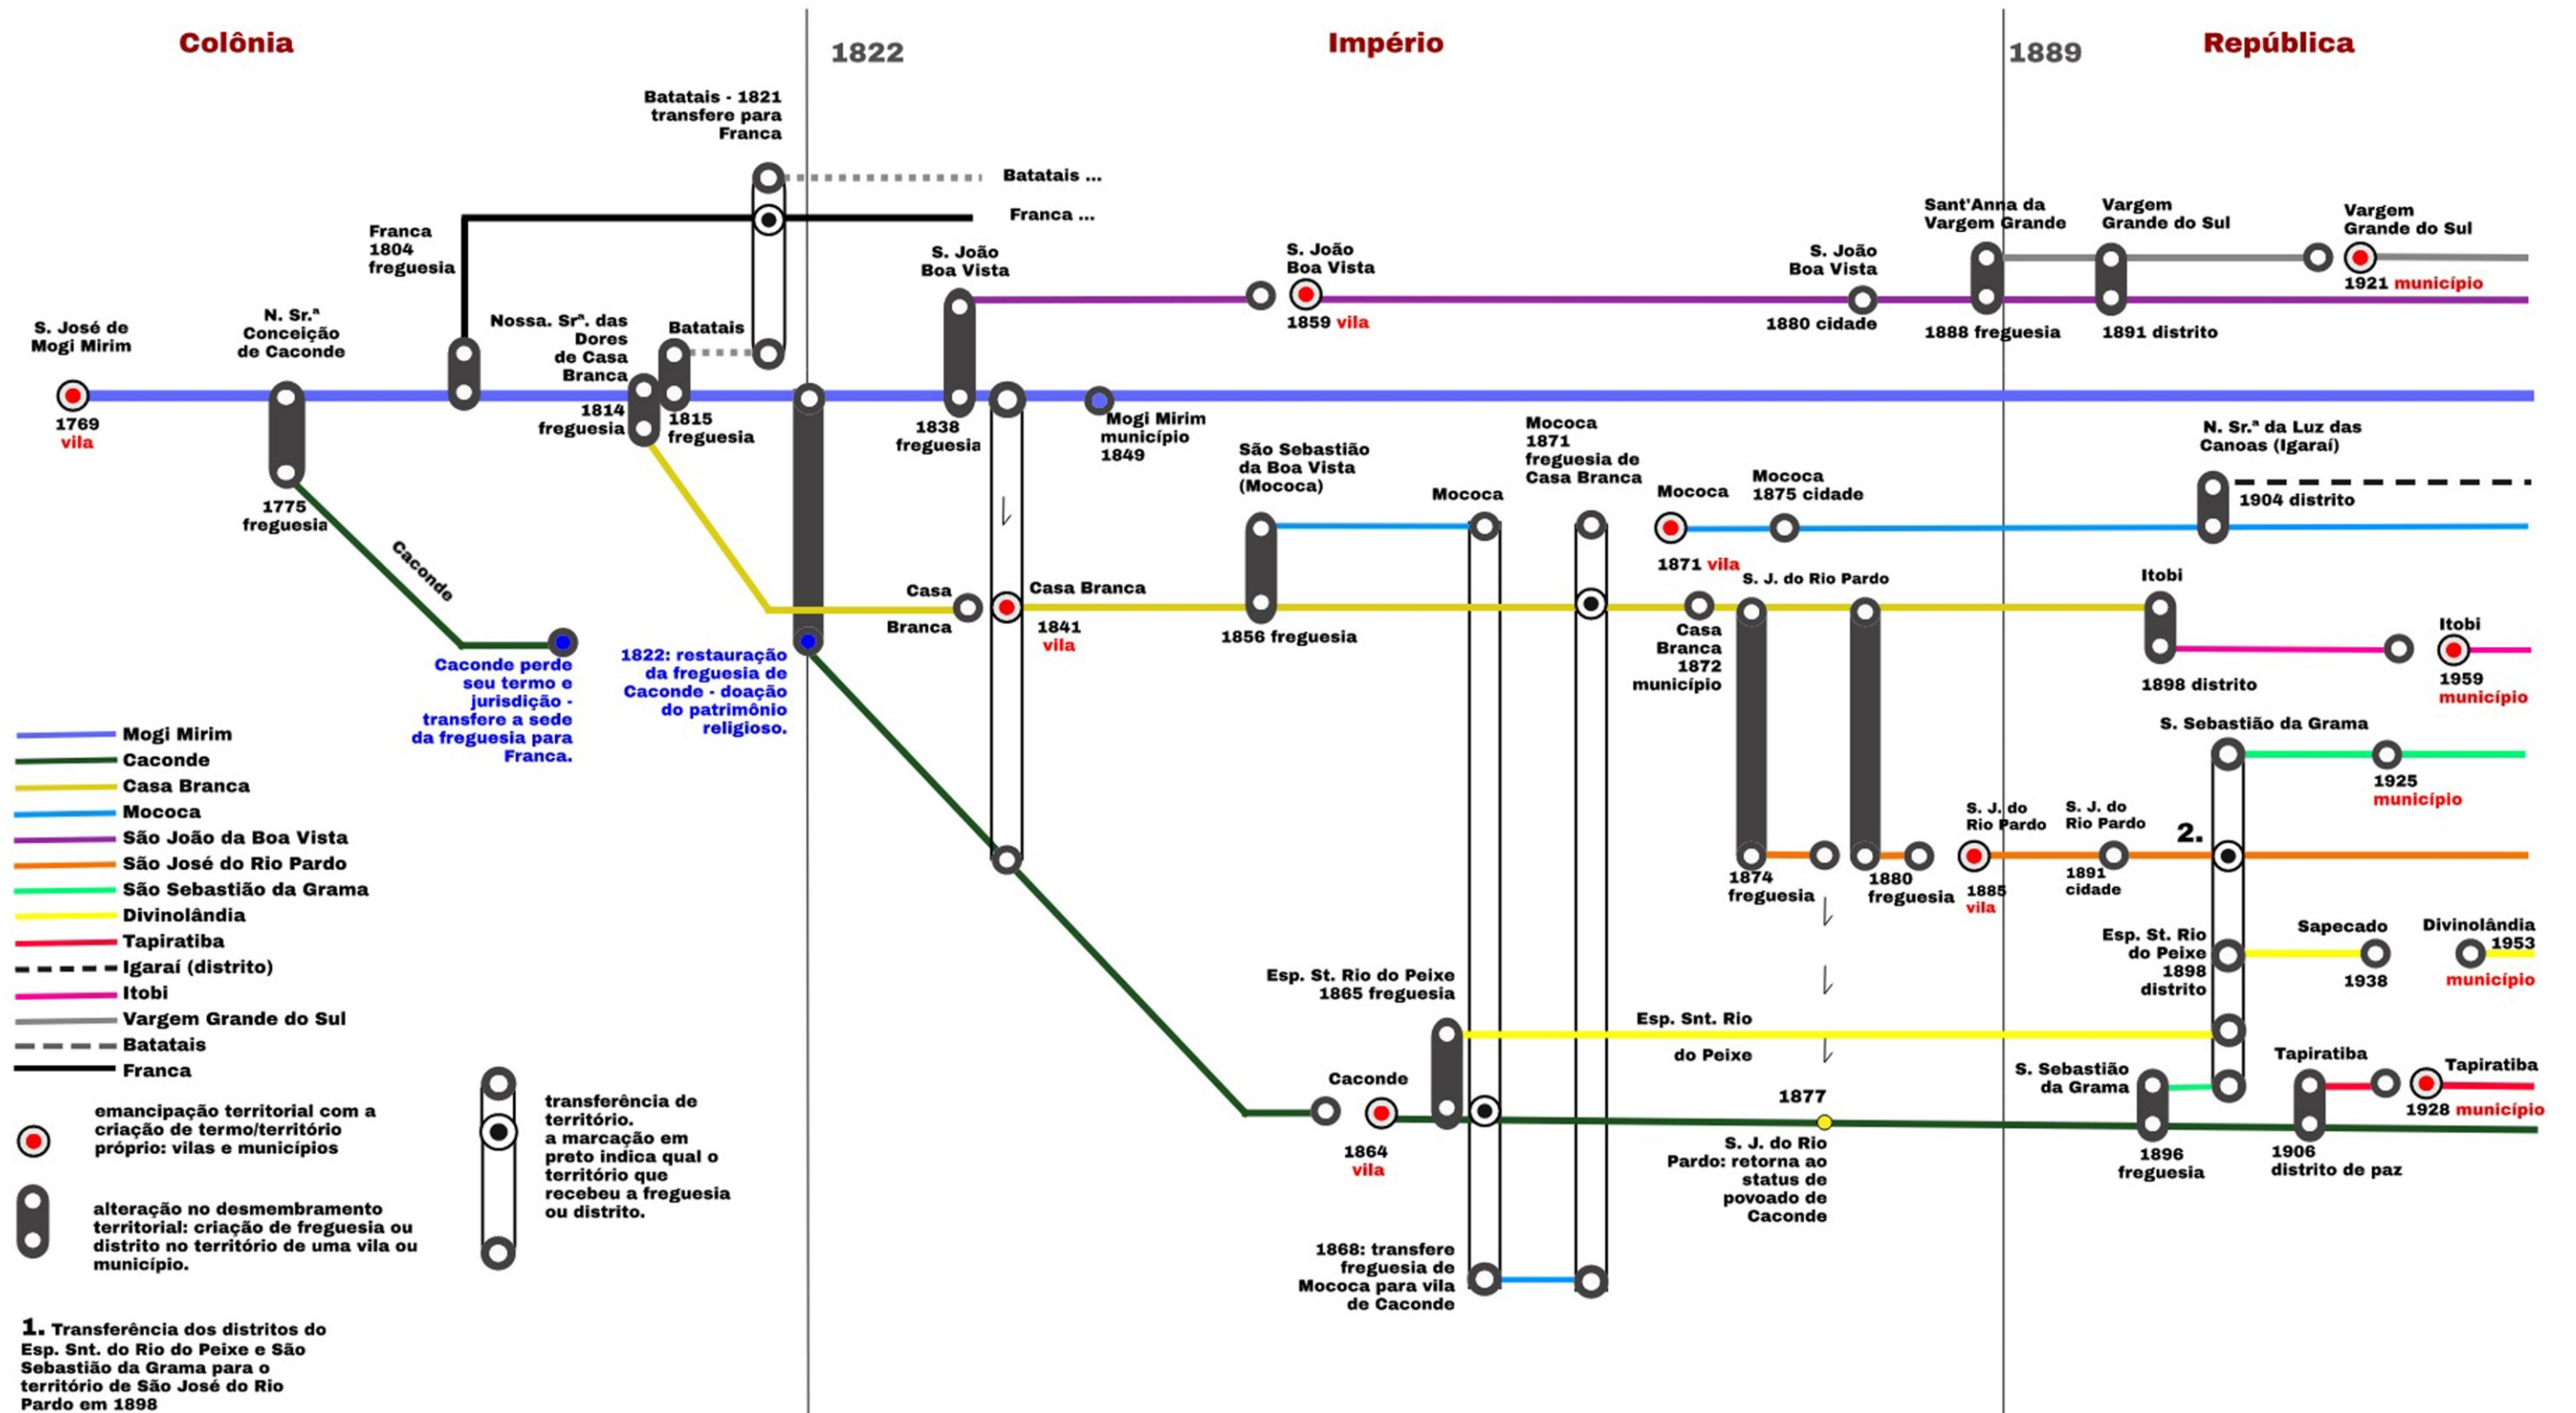 Colônia
1822
Império
1889
República
Batatais - 1821
transfere para
Franca
Batatais ...
Franca ...
Franca
1804
freguesia
S. José de
Mogi Mirim
1769
vila
N. Sr.ª
Conceição
de Caconde
1775
freguesia
Caconde
Nossa. Srª. das
Dores
de Casa
Branca
1814
freguesia
Batatais
1815
freguesia
S. João
Boa Vista
1838
freguesia
S. João
Boa Vista
1859 vila
S. João
Boa Vista
1880 cidade
Sant'Anna da
Vargem Grande
1888 freguesia
Vargem
Grande do Sul
1891 distrito
Vargem
Grande do Sul
1921 município
Mogi Mirim
município
1849
Caconde perde
seu termo e
jurisdição -
transfere a sede
da freguesia para
Franca.
1822: restauração
da freguesia de
Caconde - doação
do patrimônio
religioso.
Casa
Branca
Casa Branca
1841
vila
São Sebastião
da Boa Vista
(Mococa)
1856 freguesia
Mococa
Mococa
1871
freguesia de
Casa Branca
Mococa
1871 vila
Mococa
1875 cidade
N. Sr.ª da Luz das
Canoas (Igaraí)
1904 distrito
Casa
Branca
1872
município
S. J. do Rio Pardo
1874
freguesia
1880
freguesia
S. J. do
Rio Pardo
1885
vila
S. J. do
Rio Pardo
1891
cidade
Itobi
1898 distrito
Itobi
1959
município
S. Sebastião da Grama
1925
município
2.
Esp. St. Rio
do Peixe
1898
distrito
Sapecado
1938
Divinolândia
1953
município
Esp. St. Rio do Peixe
1865 freguesia
Esp. Snt. Rio
do Peixe
Caconde
1864
vila
1877
S. J. do Rio
Pardo: retorna ao
status de
povoado de
Caconde
S. Sebastião
da Grama
1896
freguesia
Tapiratiba
1906
distrito de paz
Tapiratiba
1928 município
1868: transfere
freguesia de
Mococa para vila
de Caconde
Mogi Mirim
Caconde
Casa Branca
Mococa
São João da Boa Vista
São José do Rio Pardo
São Sebastião da Grama
Divinolândia
Tapiratiba
Igaraí (distrito)
Itobi
Vargem Grande do Sul
Batatais
Franca
emancipação territorial com a
criação de termo/território
próprio: vilas e municípios
alteração no desmembramento
territorial: criação de freguesia ou
distrito no território de uma vila ou
município.
transferência de
território.
a marcação em
preto indica qual o
território que
recebeu a freguesia
ou distrito.
1. Transferência dos distritos do
Esp. Snt. do Rio do Peixe e São
Sebastião da Grama para o
território de São José do Rio
Pardo em 1898